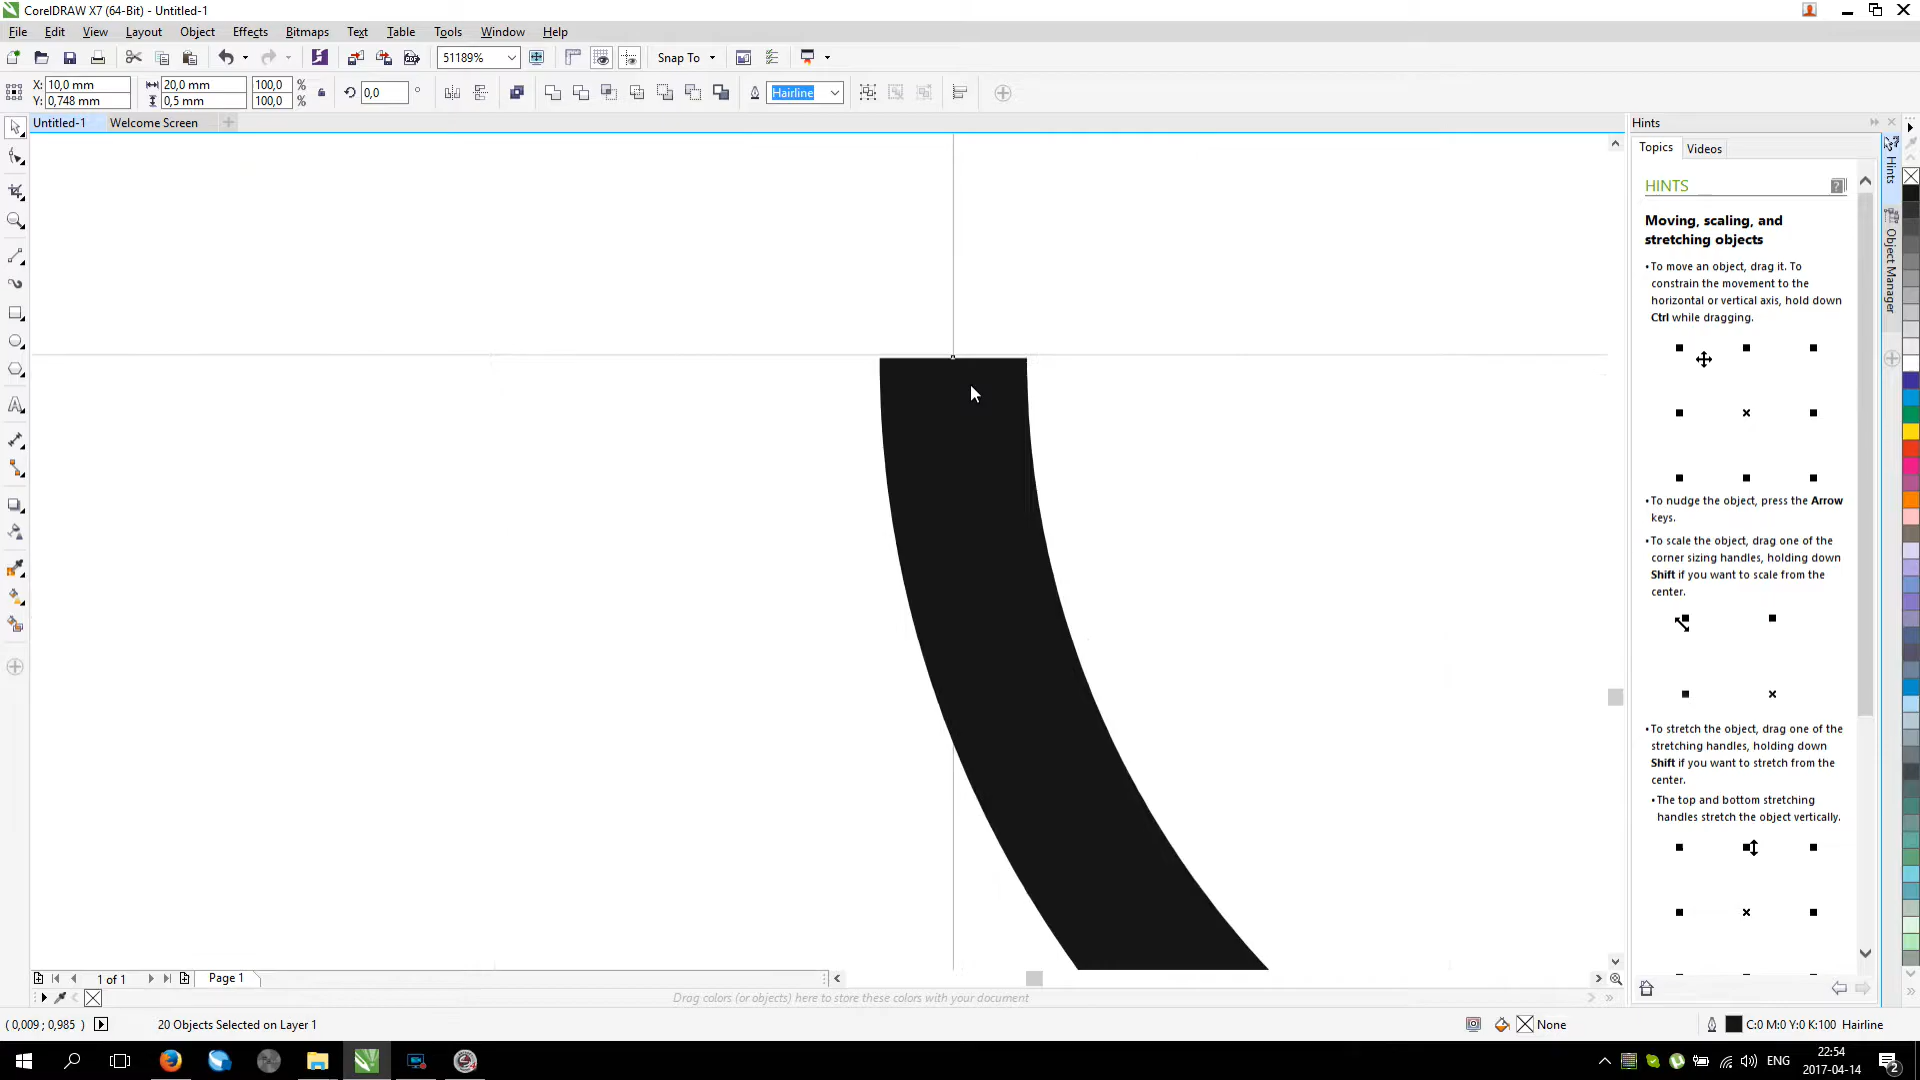 CorelDRAW X7 (64-Bit) - Untitled-1
File Edit View Layout Object Effects Bitmaps Text Table Tools Window Help
51189% Snap To
X: 10,0 mm 20,0 mm 100,0 % 0,0 ° Hairline
Y: 0,748 mm 0,5 mm 100,0 %
Untitled-1 Welcome Screen
Hints
Topics Videos
HINTS
Moving, scaling, and
stretching objects
•To move an object, drag it. To
constrain the movement to the
horizontal or vertical axis, hold down
Ctrl while dragging.
•To nudge the object, press the Arrow
keys.
•To scale the object, drag one of the
corner sizing handles, holding down
Shift if you want to scale from the
center.
•To stretch the object, drag one of the
stretching handles, holding down
Shift if you want to stretch from the
center.
•The top and bottom stretching
handles stretch the object vertically.
Hints
Object Manager
1 of 1 Page 1
Drag colors (or objects) here to store these colors with your document
( 0,009 ; 0,985 ) 20 Objects Selected on Layer 1 None C:0 M:0 Y:0 K:100 Hairline
ENG 22:54
2017-04-14 2